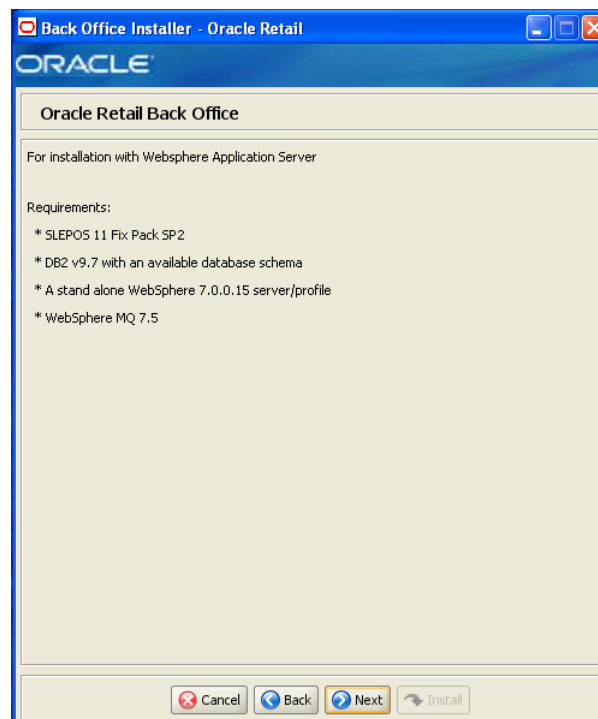 Back Office Installer - Oracle Retail
ORACLE
Oracle Retail Back Office
For installation with Websphere Application Server
Requirements:
* SLEPOS 11 Fix Pack SP2
* DB2 v9.7 with an available database schema
* A stand alone WebSphere 7.0.0.15 server/profile
* WebSphere MQ 7.5
Cancel Back Next Install